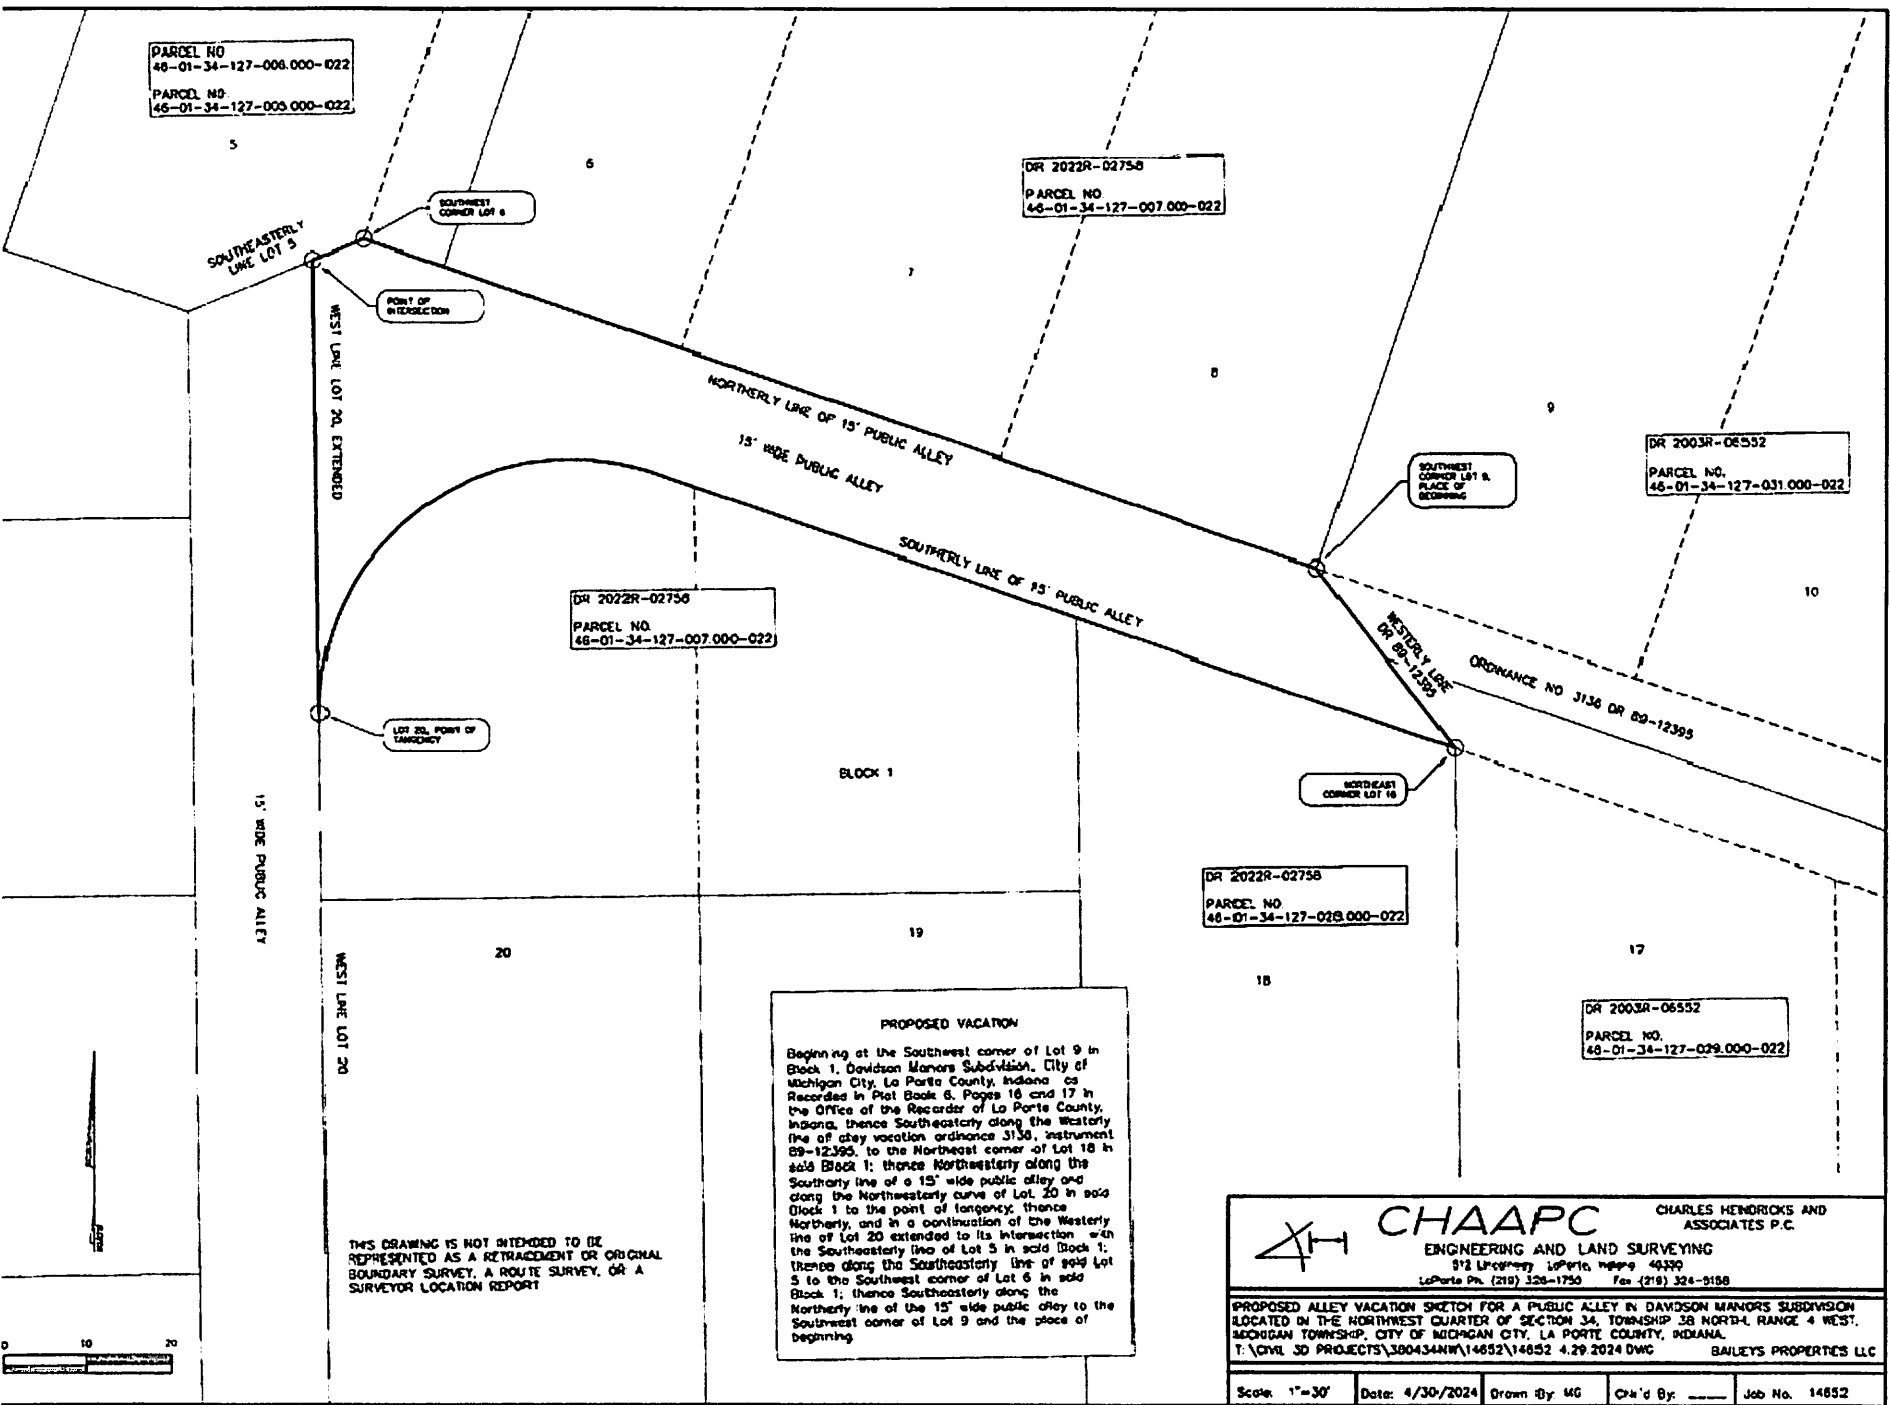 PARCEL NO
46-01-34-127-006.000-022
PARCEL NO.
46-01-34-127-005.000-022
5
6
SOUTHWEST
CORNER LOT 6
DR 2022R-02758
PARCEL NO.
46-01-34-127-007.000-022
SOUTHEASTERLY
LINE LOT 5
POINT OF
INTERSECTION
7
WEST LINE LOT 20, EXTENDED
NORTHERLY LINE OF 15' PUBLIC ALLEY
15' WIDE PUBLIC ALLEY
8
9
DR 2003R-06552
PARCEL NO.
46-01-34-127-031.000-022
SOUTHWEST
CORNER LOT 9,
PLACE OF
BEGINNING
SOUTHERLY LINE OF 15' PUBLIC ALLEY
DR 2022R-02758
PARCEL NO.
46-01-34-127-007.000-022
10
WESTERLY LINE
DR 89-12395
ORDINANCE NO 3138 DR 89-12395
LOT 20, POINT OF
TANGENCY
BLOCK 1
NORTHEAST
CORNER LOT 18
15' WIDE PUBLIC ALLEY
DR 2022R-02758
PARCEL NO.
46-01-34-127-028.000-022
WEST LINE LOT 20
20
19
18
17
DR 2003R-06552
PARCEL NO.
46-01-34-127-029.000-022
PROPOSED VACATION
Beginning at the Southwest corner of Lot 9 in
Block 1, Davidson Manors Subdivision, City of
Michigan City, La Porte County, Indiana as
Recorded in Plat Book 6, Pages 16 and 17 in
the Office of the Recorder of La Porte County,
Indiana, thence Southeasterly along the Westerly
line of alley vacation ordinance 3138, instrument
89-12395, to the Northeast corner of Lot 18 in
said Block 1; thence Northwesterly along the
Southerly line of a 15' wide public alley and
along the Northwesterly curve of Lot 20 in said
Block 1 to the point of tangency; thence
Northerly, and in a continuation of the Westerly
line of Lot 20 extended to its intersection with
the Southeasterly line of Lot 5 in said Block 1;
thence along the Southeasterly line of said Lot
5 to the Southwest corner of Lot 6 in said
Block 1; thence Southeasterly along the
Northerly line of the 15' wide public alley to the
Southwest corner of Lot 9 and the place of
beginning.
THIS DRAWING IS NOT INTENDED TO BE
REPRESENTED AS A RETRACEMENT OR ORIGINAL
BOUNDARY SURVEY, A ROUTE SURVEY, OR A
SURVEYOR LOCATION REPORT
0 10 20
CHAAPC
CHARLES HENDRICKS AND
ASSOCIATES P.C.
ENGINEERING AND LAND SURVEYING
912 Lincolnway LaPorte, Indiana 46350
LaPorte Ph. (219) 326-1750 Fax (219) 324-5158
PROPOSED ALLEY VACATION SKETCH FOR A PUBLIC ALLEY IN DAVIDSON MANORS SUBDIVISION
LOCATED IN THE NORTHWEST QUARTER OF SECTION 34, TOWNSHIP 38 NORTH, RANGE 4 WEST,
MICHIGAN TOWNSHIP, CITY OF MICHIGAN CITY, LA PORTE COUNTY, INDIANA.
T:\CIVIL 3D PROJECTS\380434NW\14652\14652 4.29.2024 DWG BAILEYS PROPERTIES LLC
Scale: 1"=30' Date: 4/30/2024 Drawn By: MG Chk'd By: ____ Job No. 14652